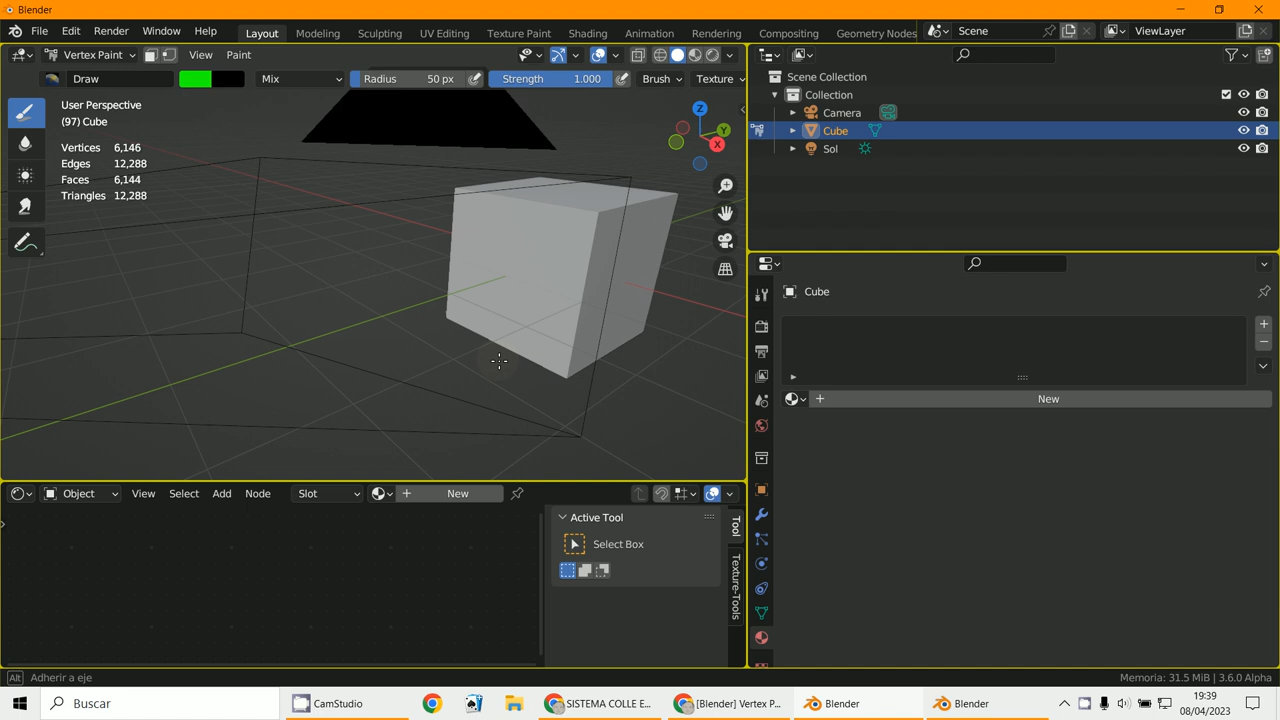 Blender
File Edit Render Window Help
Layout Modeling Sculpting UV Editing Texture Paint Shading Animation Rendering Compositing Geometry Nodes
Scene
ViewLayer
Vertex Paint View Paint
Draw Mix Radius 50 px Strength 1.000 Brush Texture
User Perspective
(97) Cube
Vertices 6,146
Edges 12,288
Faces 6,144
Triangles 12,288
Z
Y
X
Scene Collection
Collection
Camera
Cube
Sol
Cube
New
Object View Select Add Node Slot New
Active Tool
Select Box
Tool
Texture-Tools
Alt Adherir a eje
Memoria: 31.5 MiB | 3.6.0 Alpha
Buscar
CamStudio
SISTEMA COLLE E...
[Blender] Vertex P...
Blender
Blender
19:39
08/04/2023